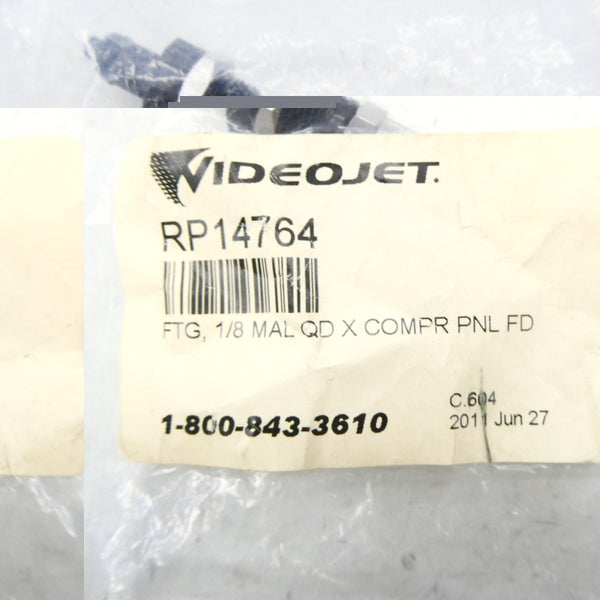 VIDEOJET.
RP14764
FTG, 1/8 MAL QD X COMPR PNL FD
C.604
1-800-843-3610
2011 Jun 27